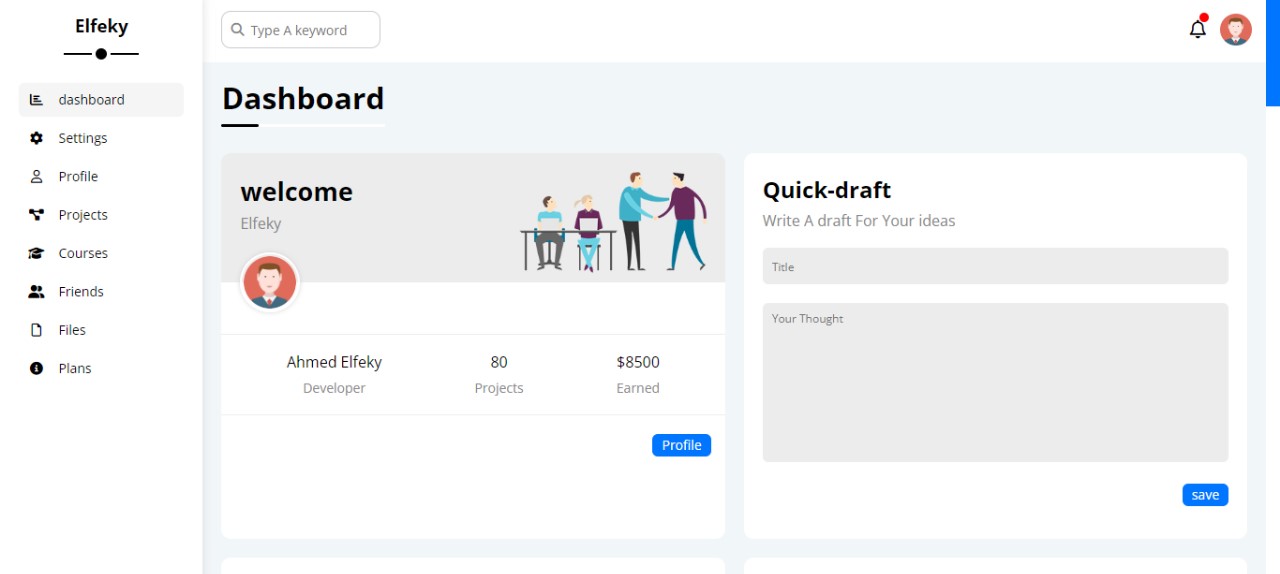 Elfeky
dashboard
Settings
Profile
Projects
Courses
Friends
Files
Plans
Type A keyword
Dashboard
welcome
Elfeky
Ahmed Elfeky
Developer
80
Projects
$8500
Earned
Profile
Quick-draft
Write A draft For Your ideas
Title
Your Thought
save